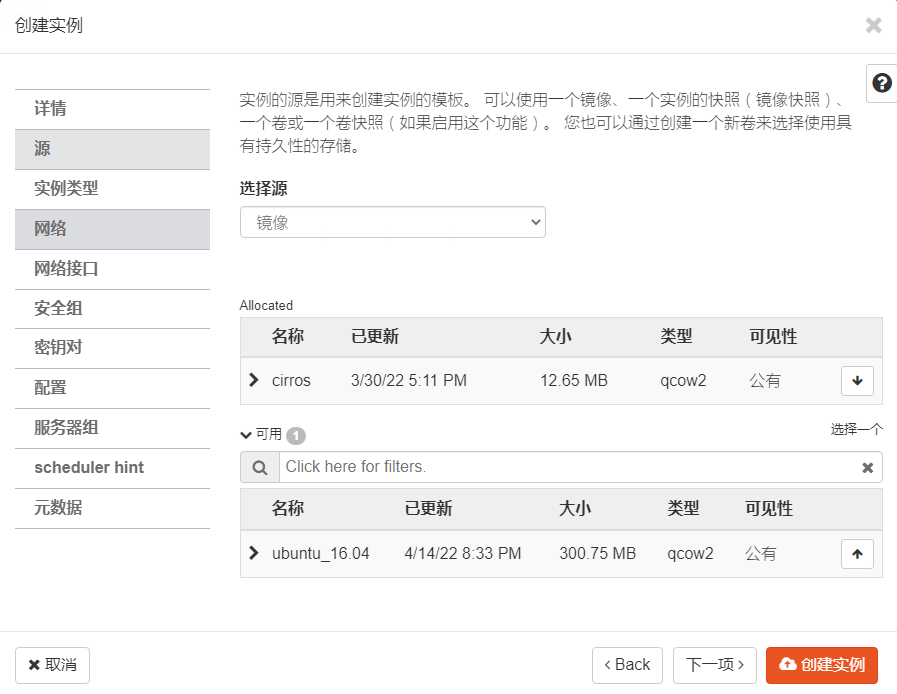 创建实例
详情
源
实例类型
网络
网络接口
安全组
密钥对
配置
服务器组
scheduler hint
元数据
实例的源是用来创建实例的模板。 可以使用一个镜像、一个实例的快照（镜像快照）、
一个卷或一个卷快照（如果启用这个功能）。 您也可以通过创建一个新卷来选择使用具
有持久性的存储。
选择源
镜像
Allocated
名称 已更新 大小 类型 可见性
cirros 3/30/22 5:11 PM 12.65 MB qcow2 公有
可用 1 选择一个
Click here for filters.
名称 已更新 大小 类型 可见性
ubuntu_16.04 4/14/22 8:33 PM 300.75 MB qcow2 公有
取消 Back 下一项 创建实例